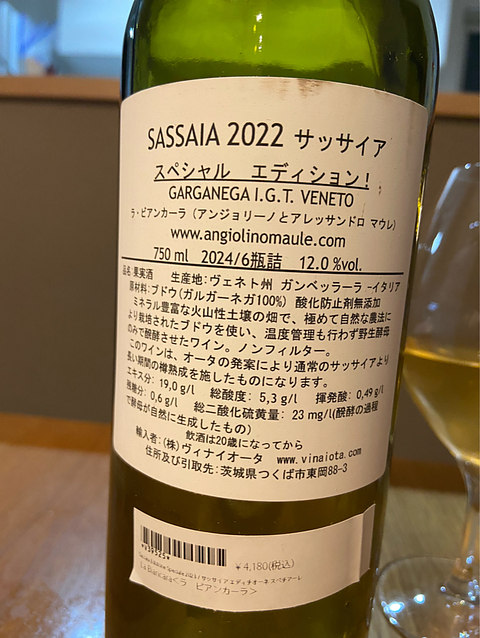 SASSAIA 2022 サッサイア
スペシャル　エディション!
GARGANEGA I.G.T. VENETO
ラ・ビアンカーラ（アンジョリーノとアレッサンドロ マウレ）
www.angiolinomaule.com
750 ml 2024/6瓶詰 12.0 %vol.
品名:果実酒　生産地:ヴェネト州 ガンベッラーラ -イタリア
原材料:ブドウ(ガルガーネガ100%) 酸化防止剤無添加
ミネラル豊富な火山性土壌の畑で、極めて自然な農法に
より栽培されたブドウを使い、温度管理も行わず野生酵母
のみで醗酵させたワイン。ノンフィルター。
このワインは、オータの発案により通常のサッサイアより
長い期間の樽熟成を施したものになります。
エキス分: 19,0 g/l　総酸度: 5,3 g/l　揮発酸: 0,49 g/l
残糖分: 0,6 g/l　総二酸化硫黄量: 23 mg/l(醗酵の過程
で酵母が自然に生成したもの)
飲酒は20歳になってから
輸入者:(株)ヴィナイオータ　www.vinaiota.com
住所及び引取先:茨城県つくば市東岡88-3
¥4,180(税込)
La Biancara<ラ　ビアンカーラ>